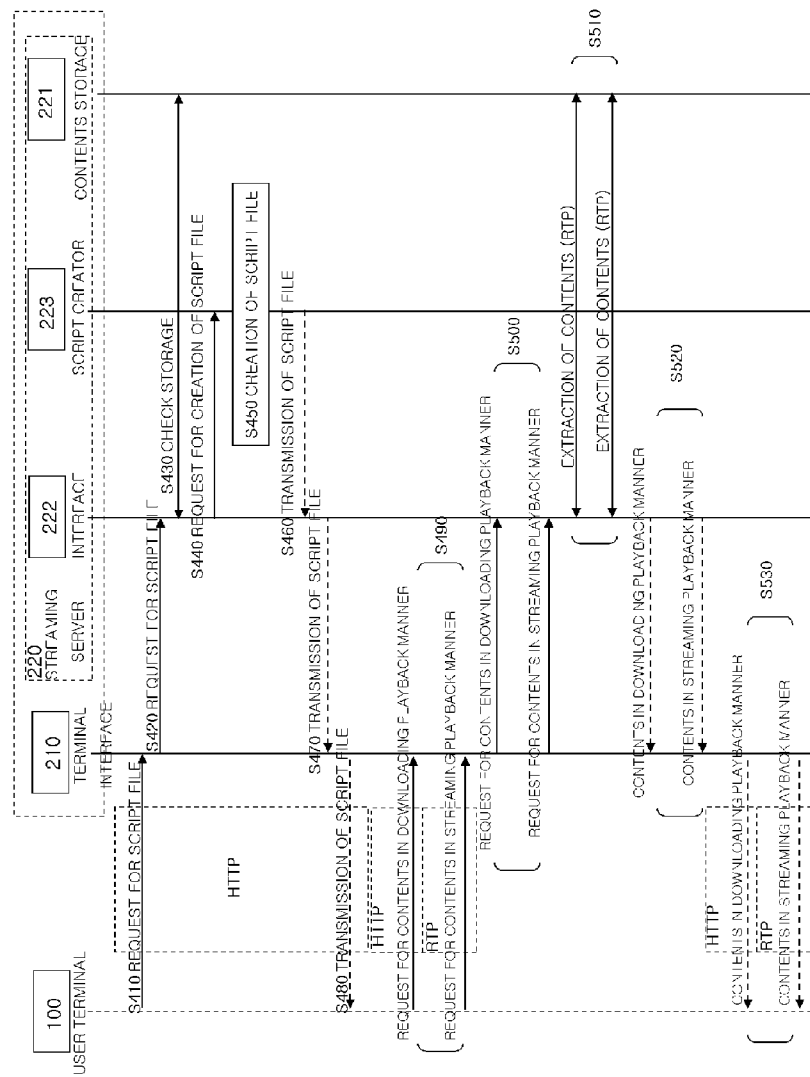 100
USER TERMINAL
210
TERMINAL
INTERFACE
220
STREAMING
SERVER
222
INTERFACE
223
SCRIPT CREATOR
221
CONTENTS STORACE
S410 REQUEST FOR SCRIPT FILE
S420 REQUEST FOR SCRIPT FILE
S430 CHECK STORAGE
S440 REQUEST FOR CREATION OF SCRIPT FILE
S450 CREATION OF SCRIPT FILE
S460 TRANSMISSION OF SCRIPT FILE
S470 TRANSMISSION OF SCRIPT FILE
S480 TRANSMISSION OF SCRIPT FILE
HTTP
HTTP
REQUEST FOR CONTENTS IN DOWNLOADING PLAYBACK MANNER
RTP
REQUEST FOR CONTENTS IN STREAMING PLAYBACK MANNER
S490
REQUEST FOR CONTENTS IN DOWNLOADING PLAYBACK MANNER
REQUEST FOR CONTENTS IN STREAMING PLAYBACK MANNER
S500
EXTRACTION OF CONTENTS (RTP)
EXTRACTION OF CONTENTS (RTP)
S510
CONTENTS IN DOWNLOADING PLAYBACK MANNER
CONTENTS IN STREAMING PLAYBACK MANNER
S520
HTTP
CONTENTS IN DOWNLOADING PLAYBACK MANNER
RTP
CONTENTS IN STREAMING PLAYBACK MANNER
S530